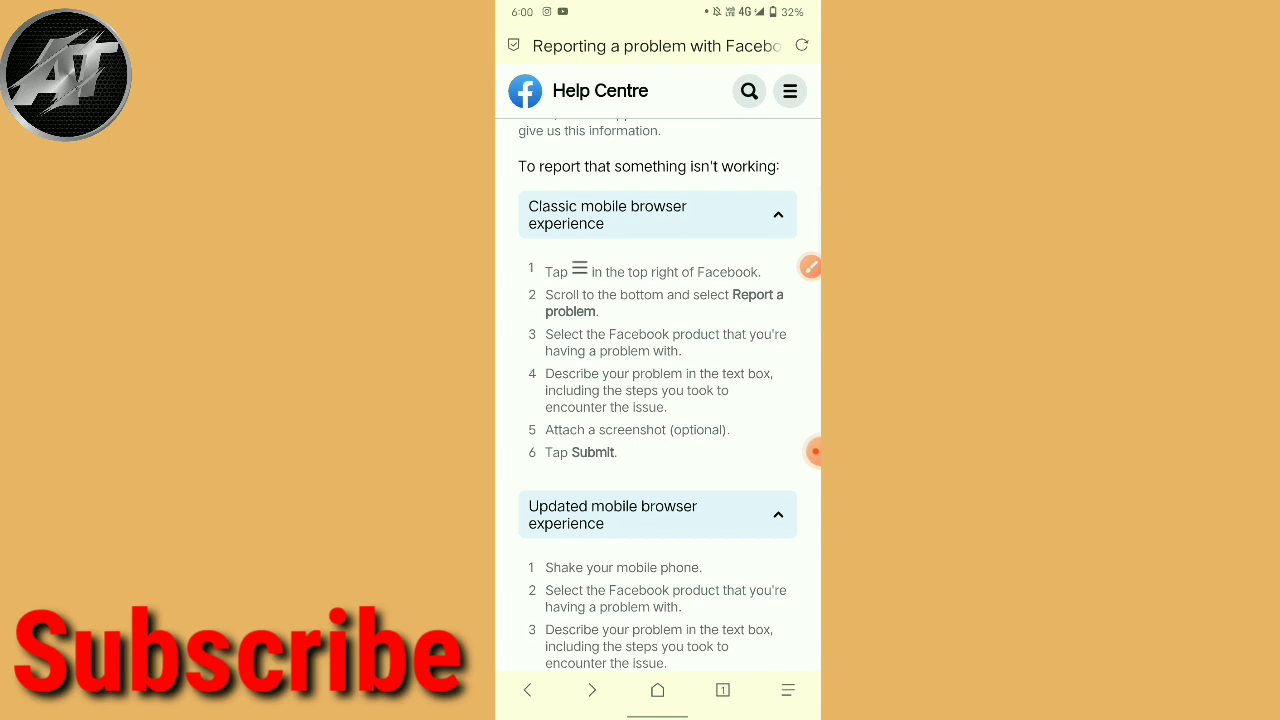 AT
6:00 4G 32%
Reporting a problem with Facebo
Help Centre
give us this information.
To report that something isn't working:
Classic mobile browser
experience
1 Tap in the top right of Facebook.
2 Scroll to the bottom and select Report a
problem.
3 Select the Facebook product that you're
having a problem with.
4 Describe your problem in the text box,
including the steps you took to
encounter the issue.
5 Attach a screenshot (optional).
6 Tap Submit.
Updated mobile browser
experience
1 Shake your mobile phone.
2 Select the Facebook product that you're
having a problem with.
3 Describe your problem in the text box,
including the steps you took to
encounter the issue.
1
Subscribe